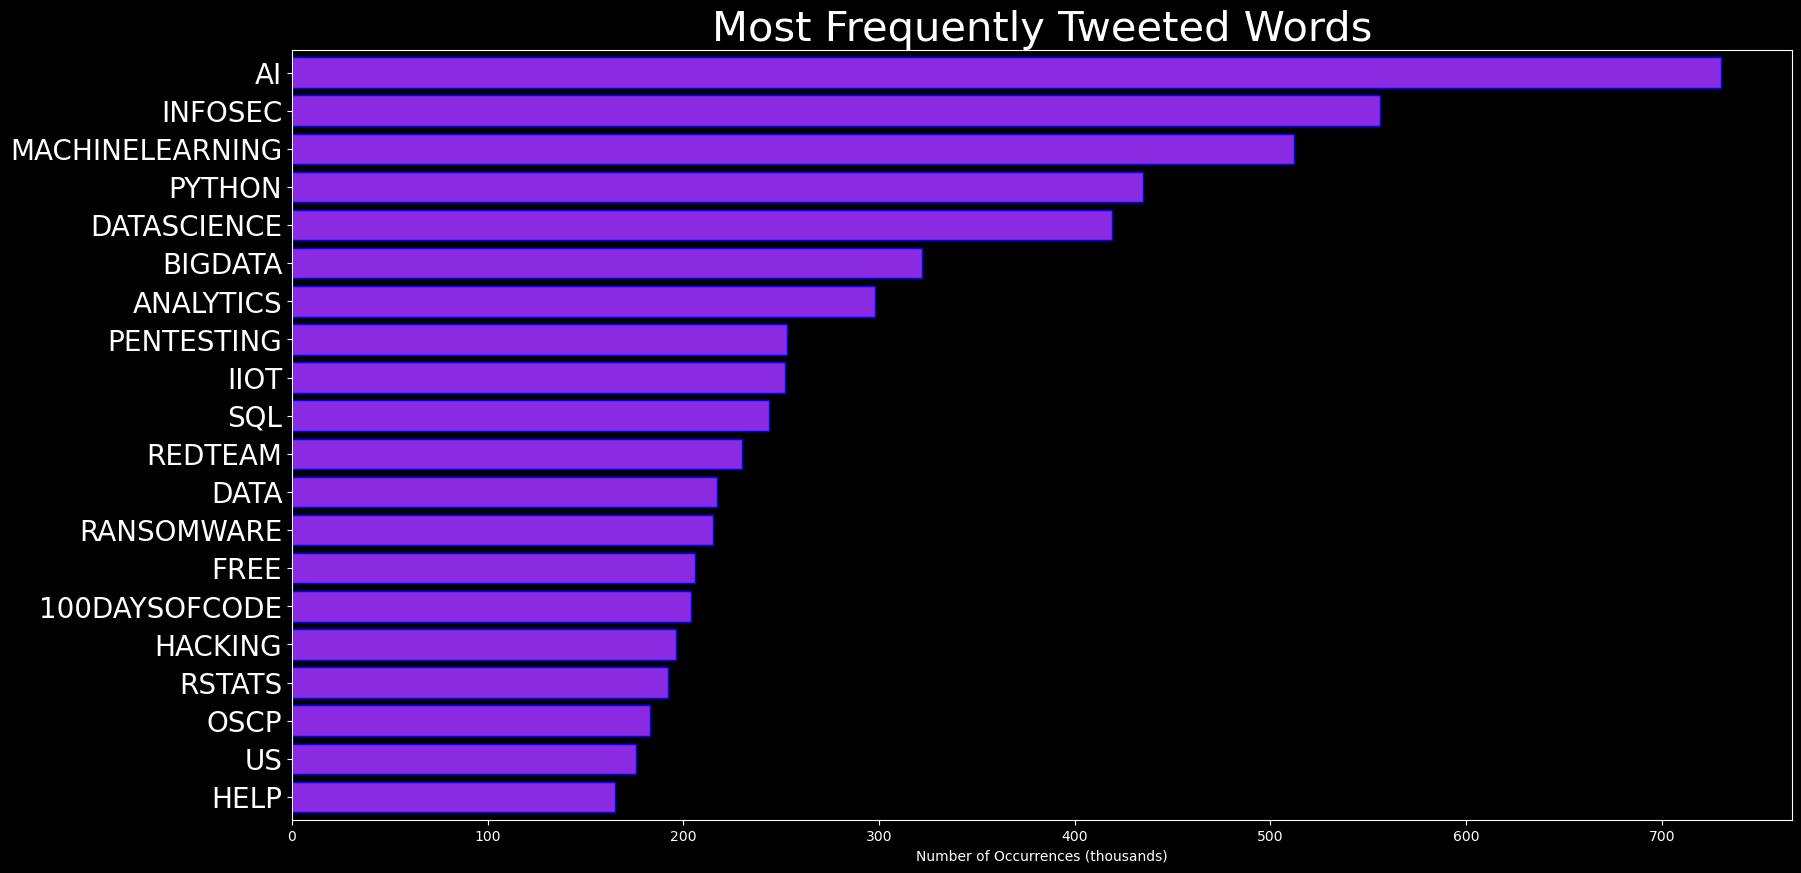 Most Frequently Tweeted Words
AI
INFOSEC
MACHINELEARNING
PYTHON
DATASCIENCE
BIGDATA
ANALYTICS
PENTESTING
IIOT
SQL
REDTEAM
DATA
RANSOMWARE
FREE
100DAYSOFCODE
HACKING
RSTATS
OSCP
US
HELP
0 100 200 300 400 500 600 700
Number of Occurrences (thousands)